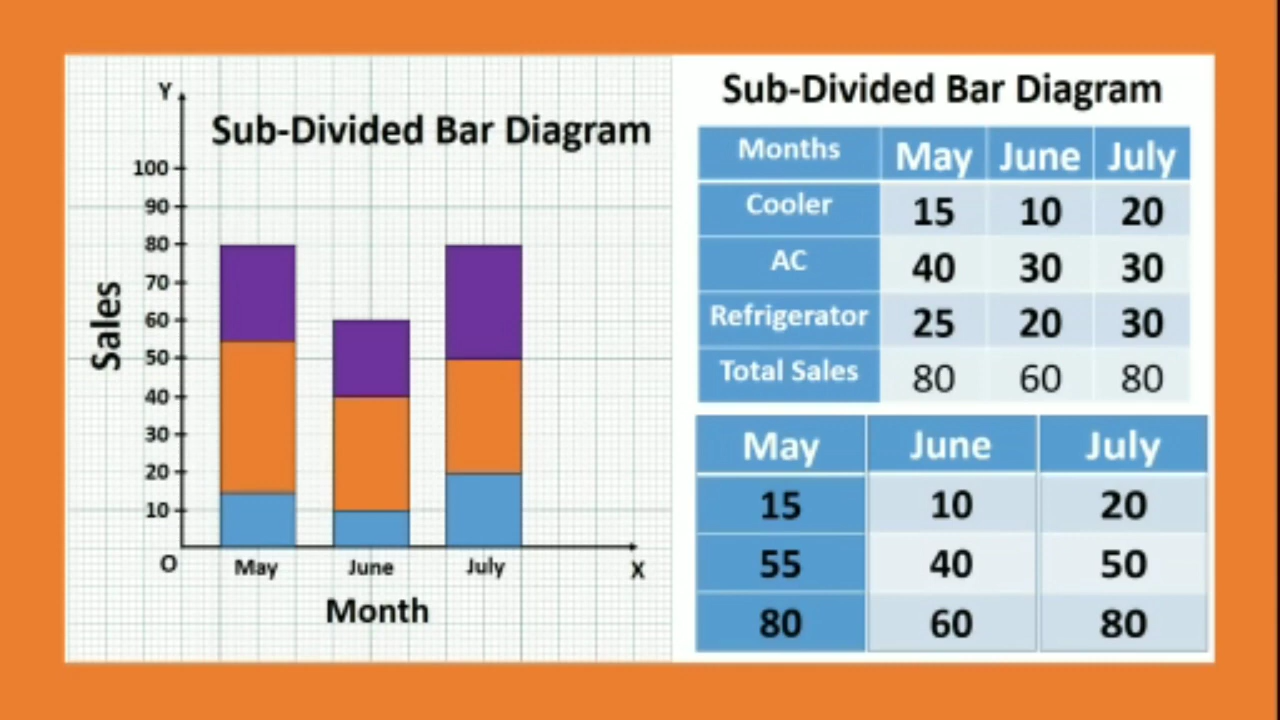 Y
Sub-Divided Bar Diagram
100
90
80
70
60
50
40
30
20
10
Sales
O
May June July
X
Month
Sub-Divided Bar Diagram
Months May June July
Cooler 15 10 20
AC 40 30 30
Refrigerator 25 20 30
Total Sales 80 60 80
May June July
15 10 20
55 40 50
80 60 80